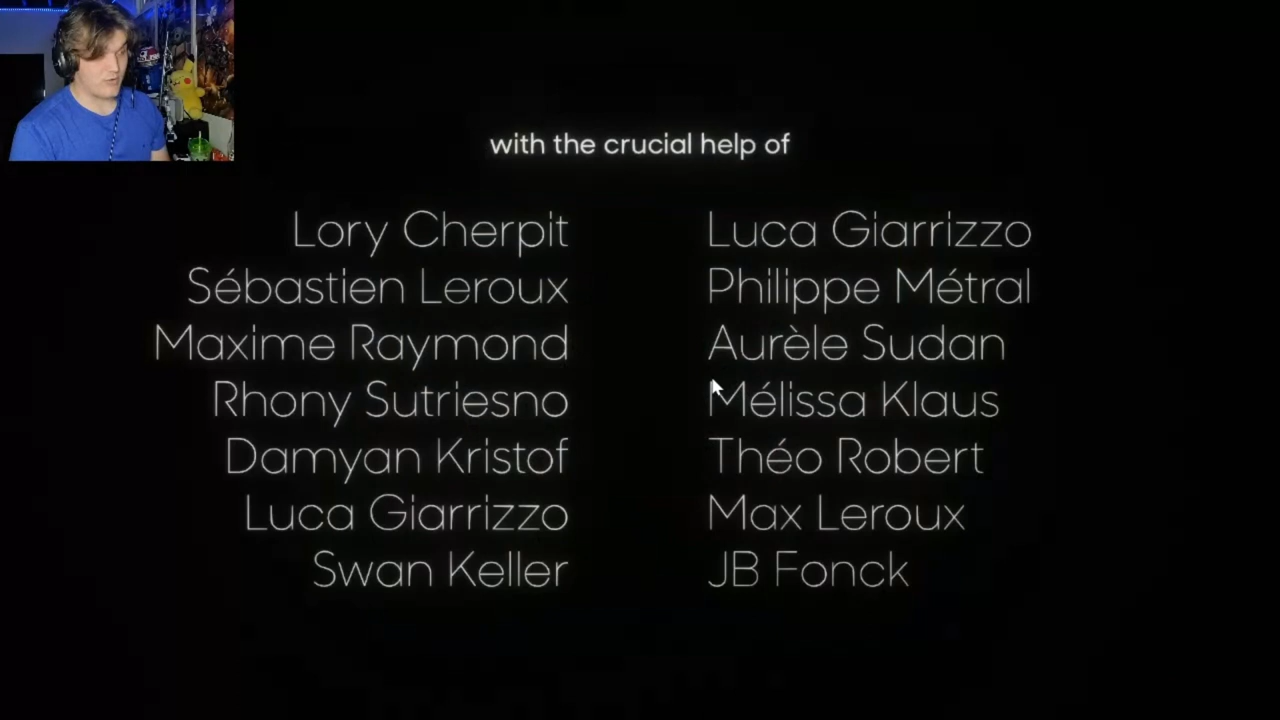 with the crucial help of
Lory Cherpit
Sébastien Leroux
Maxime Raymond
Rhony Sutriesno
Damyan Kristof
Luca Giarrizzo
Swan Keller
Luca Giarrizzo
Philippe Métral
Aurèle Sudan
Mélissa Klaus
Théo Robert
Max Leroux
JB Fonck